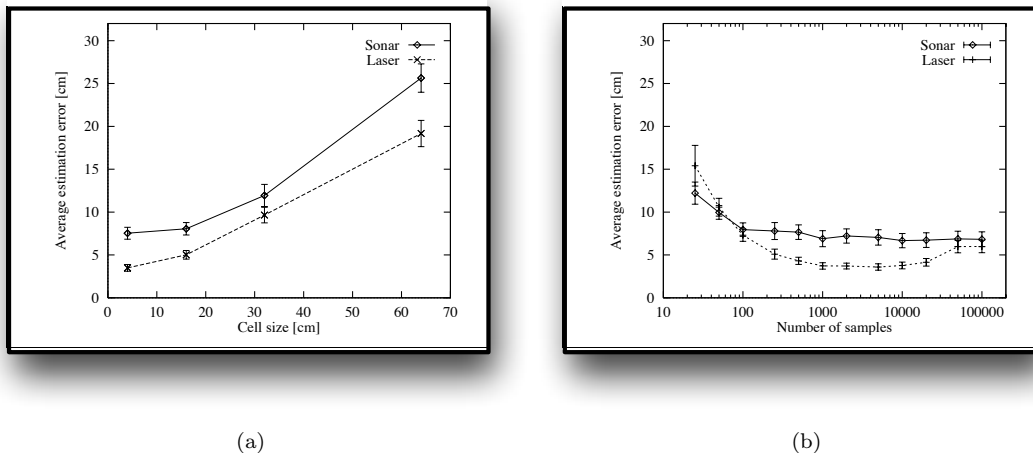 30
25
20
15
10
5
0
Average estimation error [cm]
Sonar
Laser
0 10 20 30 40 50 60 70
Cell size [cm]
(a)
30
25
20
15
10
5
0
Average estimation error [cm]
Sonar
Laser
10 100 1000 10000 100000
Number of samples
(b)